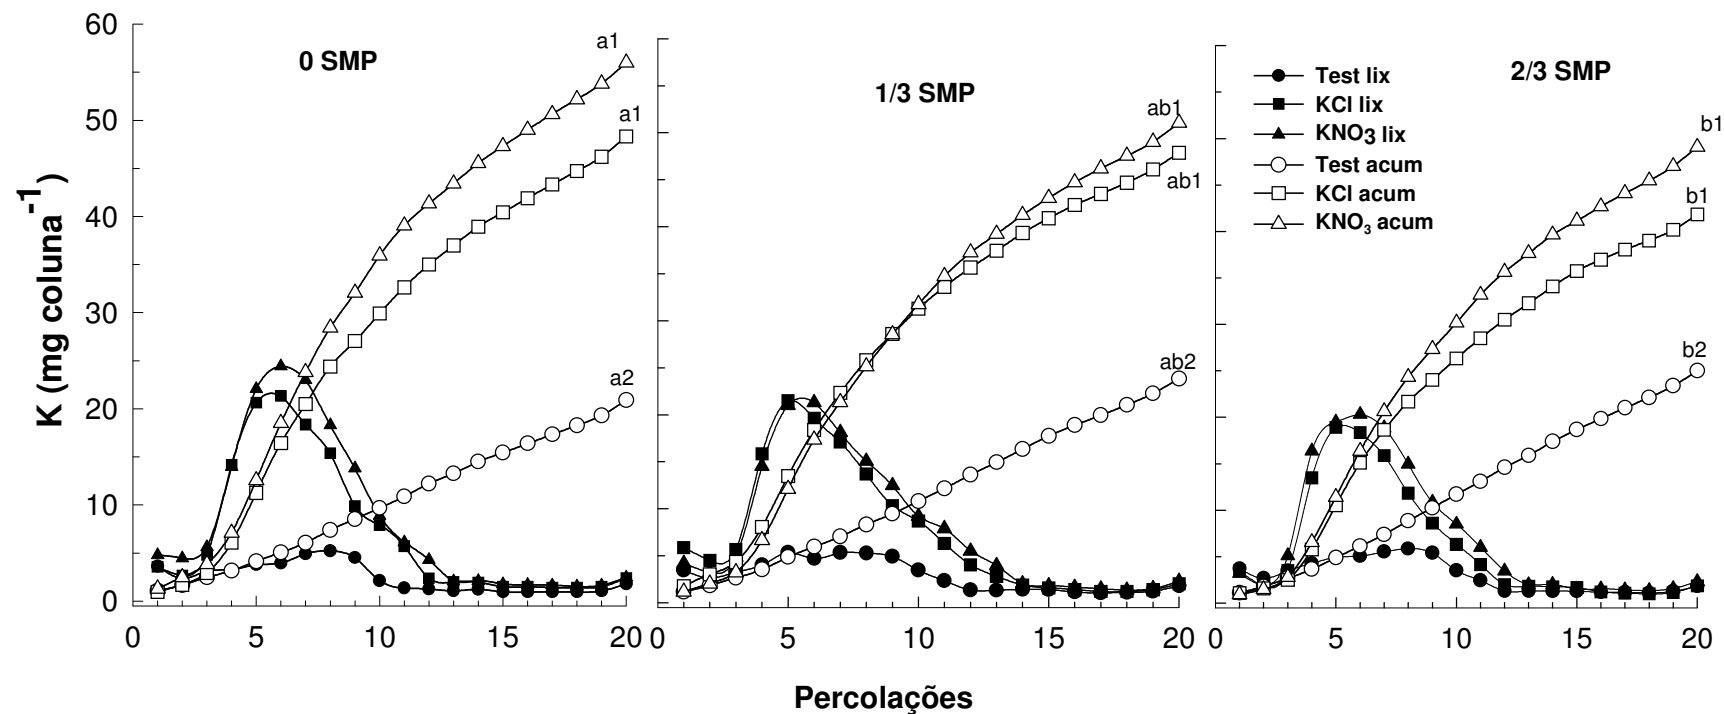 K (mg coluna-1)
60
50
40
30
20
10
0
0 SMP
a1
a1
a2
0 5 10 15 20
1/3 SMP
ab1
ab1
ab2
0 5 10 15 20
2/3 SMP
Test lix
KCl lix
KNO3 lix
Test acum
KCl acum
KNO3 acum
b1
b1
b2
0 5 10 15 20
Percolações